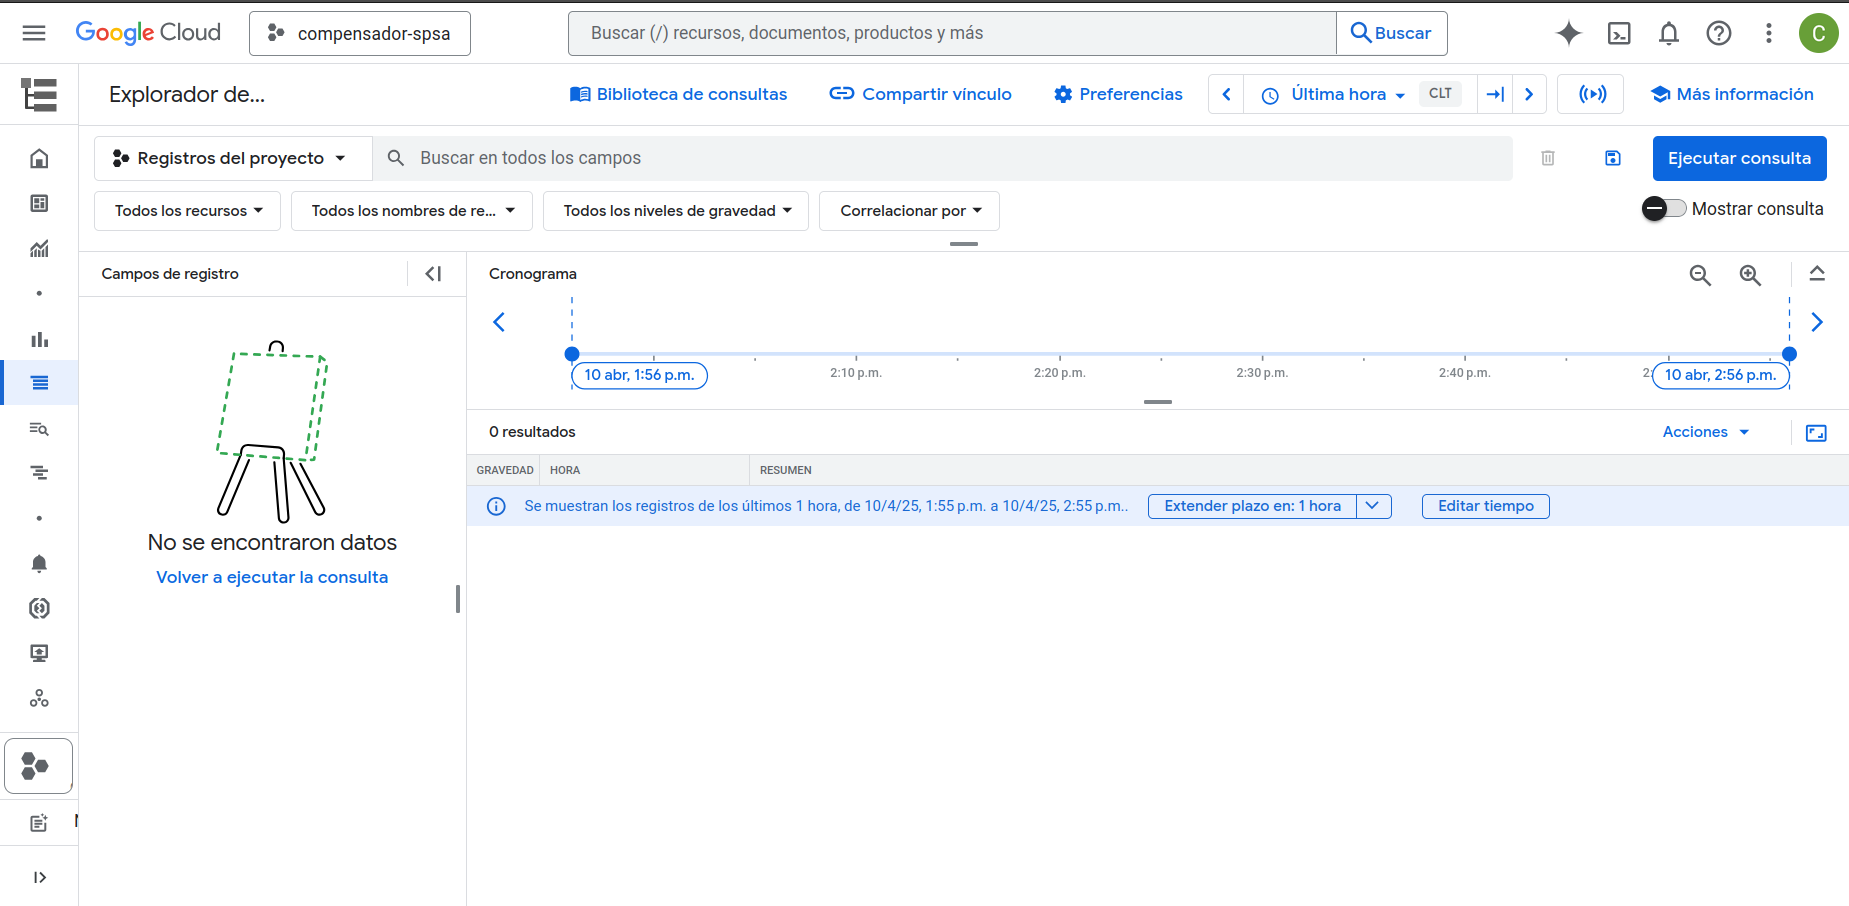 Google Cloud
compensador-spsa
Buscar (/) recursos, documentos, productos y más
Buscar
C
Explorador de...
Biblioteca de consultas
Compartir vínculo
Preferencias
Última hora
CLT
Más información
Registros del proyecto
Buscar en todos los campos
Ejecutar consulta
Todos los recursos
Todos los nombres de re...
Todos los niveles de gravedad
Correlacionar por
Mostrar consulta
Campos de registro
Cronograma
10 abr, 1:56 p.m.
2:10 p.m.
2:20 p.m.
2:30 p.m.
2:40 p.m.
10 abr, 2:56 p.m.
0 resultados
Acciones
GRAVEDAD
HORA
RESUMEN
Se muestran los registros de los últimos 1 hora, de 10/4/25, 1:55 p.m. a 10/4/25, 2:55 p.m..
Extender plazo en: 1 hora
Editar tiempo
No se encontraron datos
Volver a ejecutar la consulta